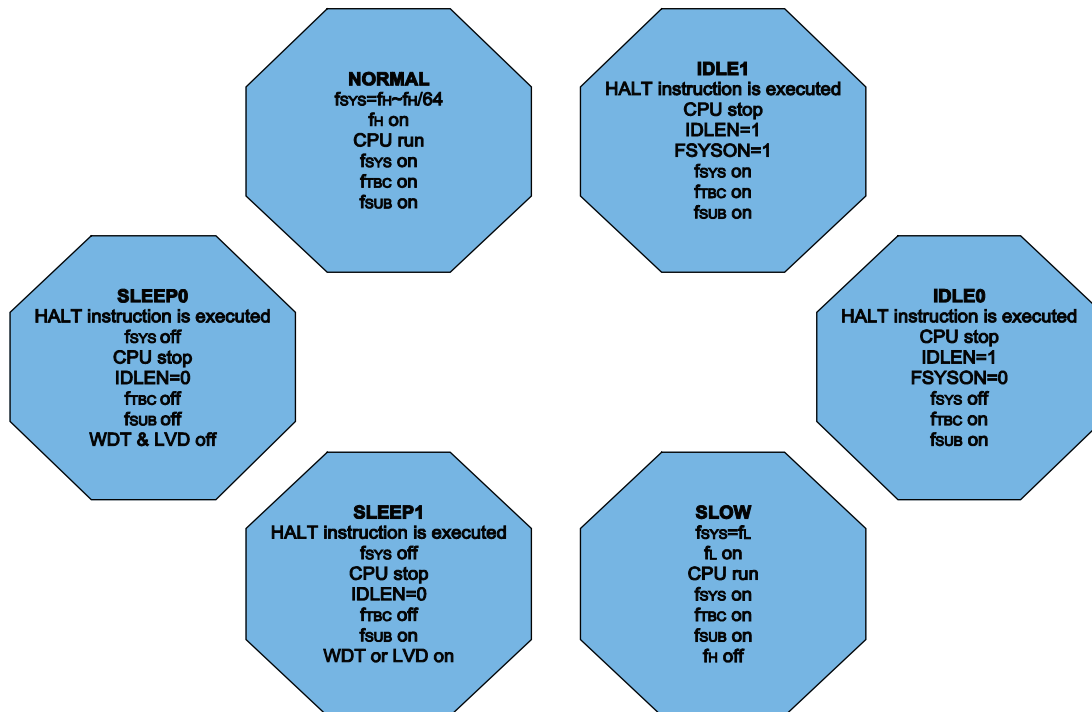 NORMAL
fSYS=fH~fH/64
fH on
CPU run
fSYS on
fTBC on
fSUB on
IDLE1
HALT instruction is executed
CPU stop
IDLEN=1
FSYSON=1
fSYS on
fTBC on
fSUB on
SLEEP0
HALT instruction is executed
fSYS off
CPU stop
IDLEN=0
fTBC off
fSUB off
WDT & LVD off
IDLE0
HALT instruction is executed
CPU stop
IDLEN=1
FSYSON=0
fSYS off
fTBC on
fSUB on
SLEEP1
HALT instruction is executed
fSYS off
CPU stop
IDLEN=0
fTBC off
fSUB on
WDT or LVD on
SLOW
fSYS=fL
fL on
CPU run
fSYS on
fTBC on
fSUB on
fH off